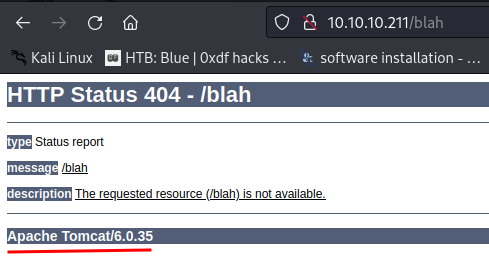 10.10.10.211/blah
Kali Linux HTB: Blue | 0xdf hacks ... software installation - ...
HTTP Status 404 - /blah
type Status report
message /blah
description The requested resource (/blah) is not available.
Apache Tomcat/6.0.35